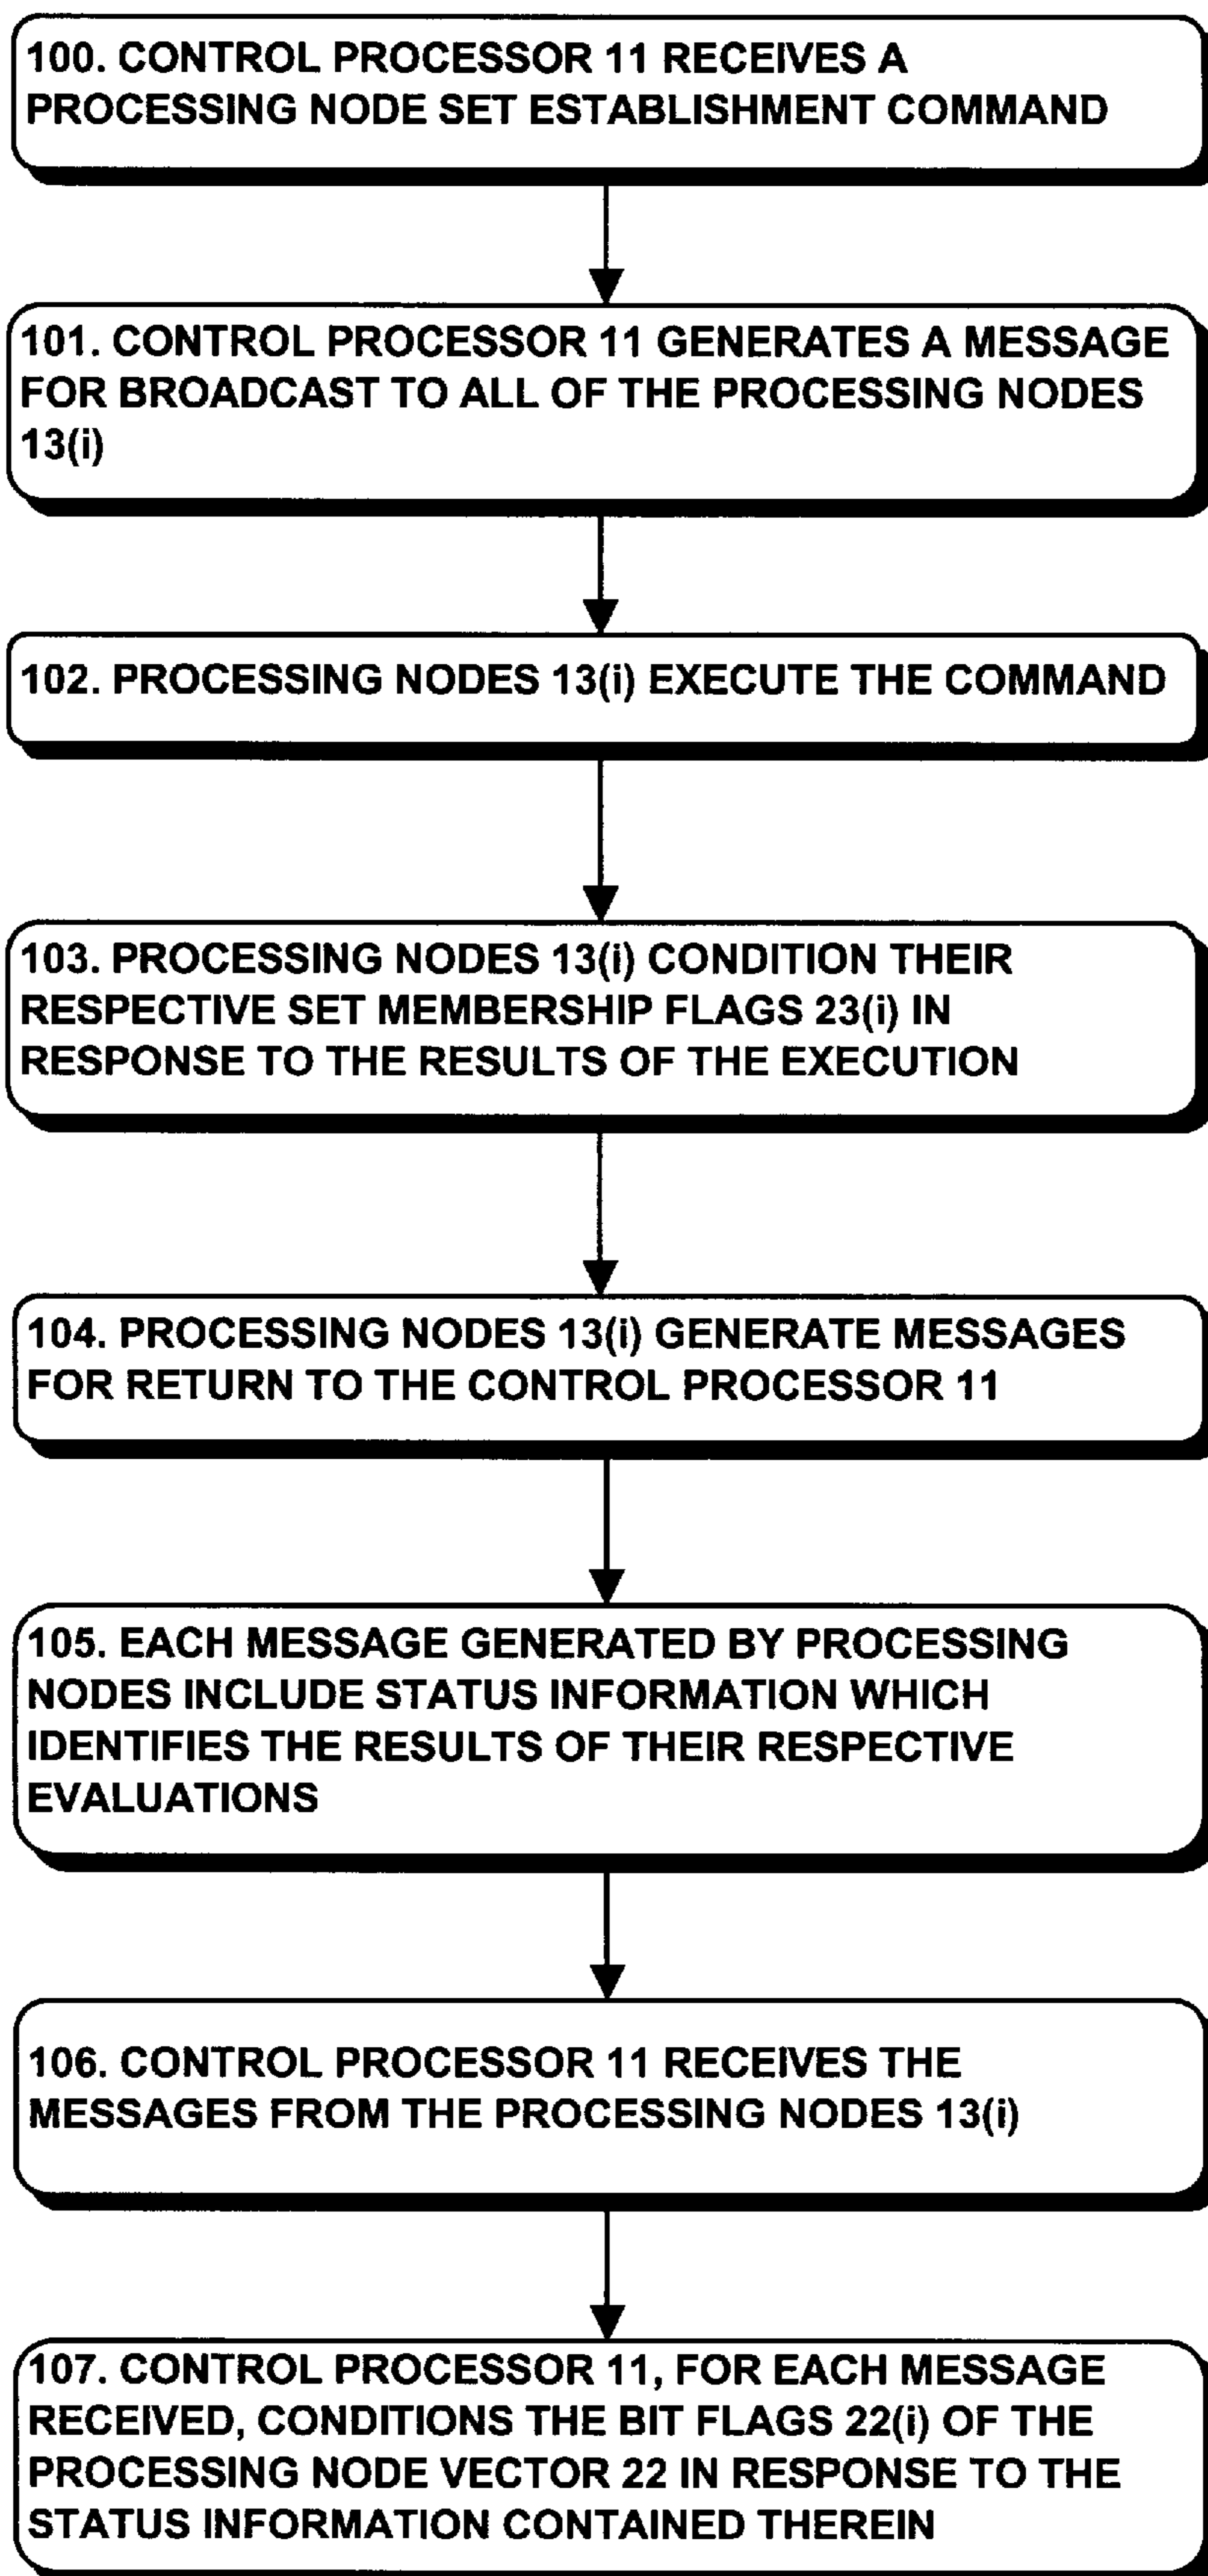 100. CONTROL PROCESSOR 11 RECEIVES A
PROCESSING NODE SET ESTABLISHMENT COMMAND
101. CONTROL PROCESSOR 11 GENERATES A MESSAGE
FOR BROADCAST TO ALL OF THE PROCESSING NODES
13(i)
102. PROCESSING NODES 13(i) EXECUTE THE COMMAND
103. PROCESSING NODES 13(i) CONDITION THEIR
RESPECTIVE SET MEMBERSHIP FLAGS 23(i) IN
RESPONSE TO THE RESULTS OF THE EXECUTION
104. PROCESSING NODES 13(i) GENERATE MESSAGES
FOR RETURN TO THE CONTROL PROCESSOR 11
105. EACH MESSAGE GENERATED BY PROCESSING
NODES INCLUDE STATUS INFORMATION WHICH
IDENTIFIES THE RESULTS OF THEIR RESPECTIVE
EVALUATIONS
106. CONTROL PROCESSOR 11 RECEIVES THE
MESSAGES FROM THE PROCESSING NODES 13(i)
107. CONTROL PROCESSOR 11, FOR EACH MESSAGE
RECEIVED, CONDITIONS THE BIT FLAGS 22(i) OF THE
PROCESSING NODE VECTOR 22 IN RESPONSE TO THE
STATUS INFORMATION CONTAINED THEREIN